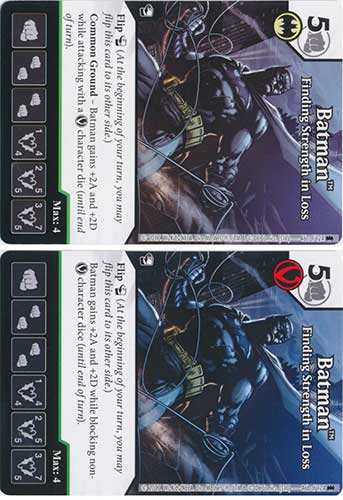 5
Batman™
Finding Strength in Loss
Flip (At the beginning of your turn, you may
flip this card to its other side.)
Common Ground – Batman gains +2A and +2D
while attacking with a character die (until end
of turn).
Max: 4
5
Batman™
Finding Strength in Loss
Flip (At the beginning of your turn, you may
flip this card to its other side.)
Batman gains +2A and +2D while blocking non-
character dice (until end of turn).
Max: 4